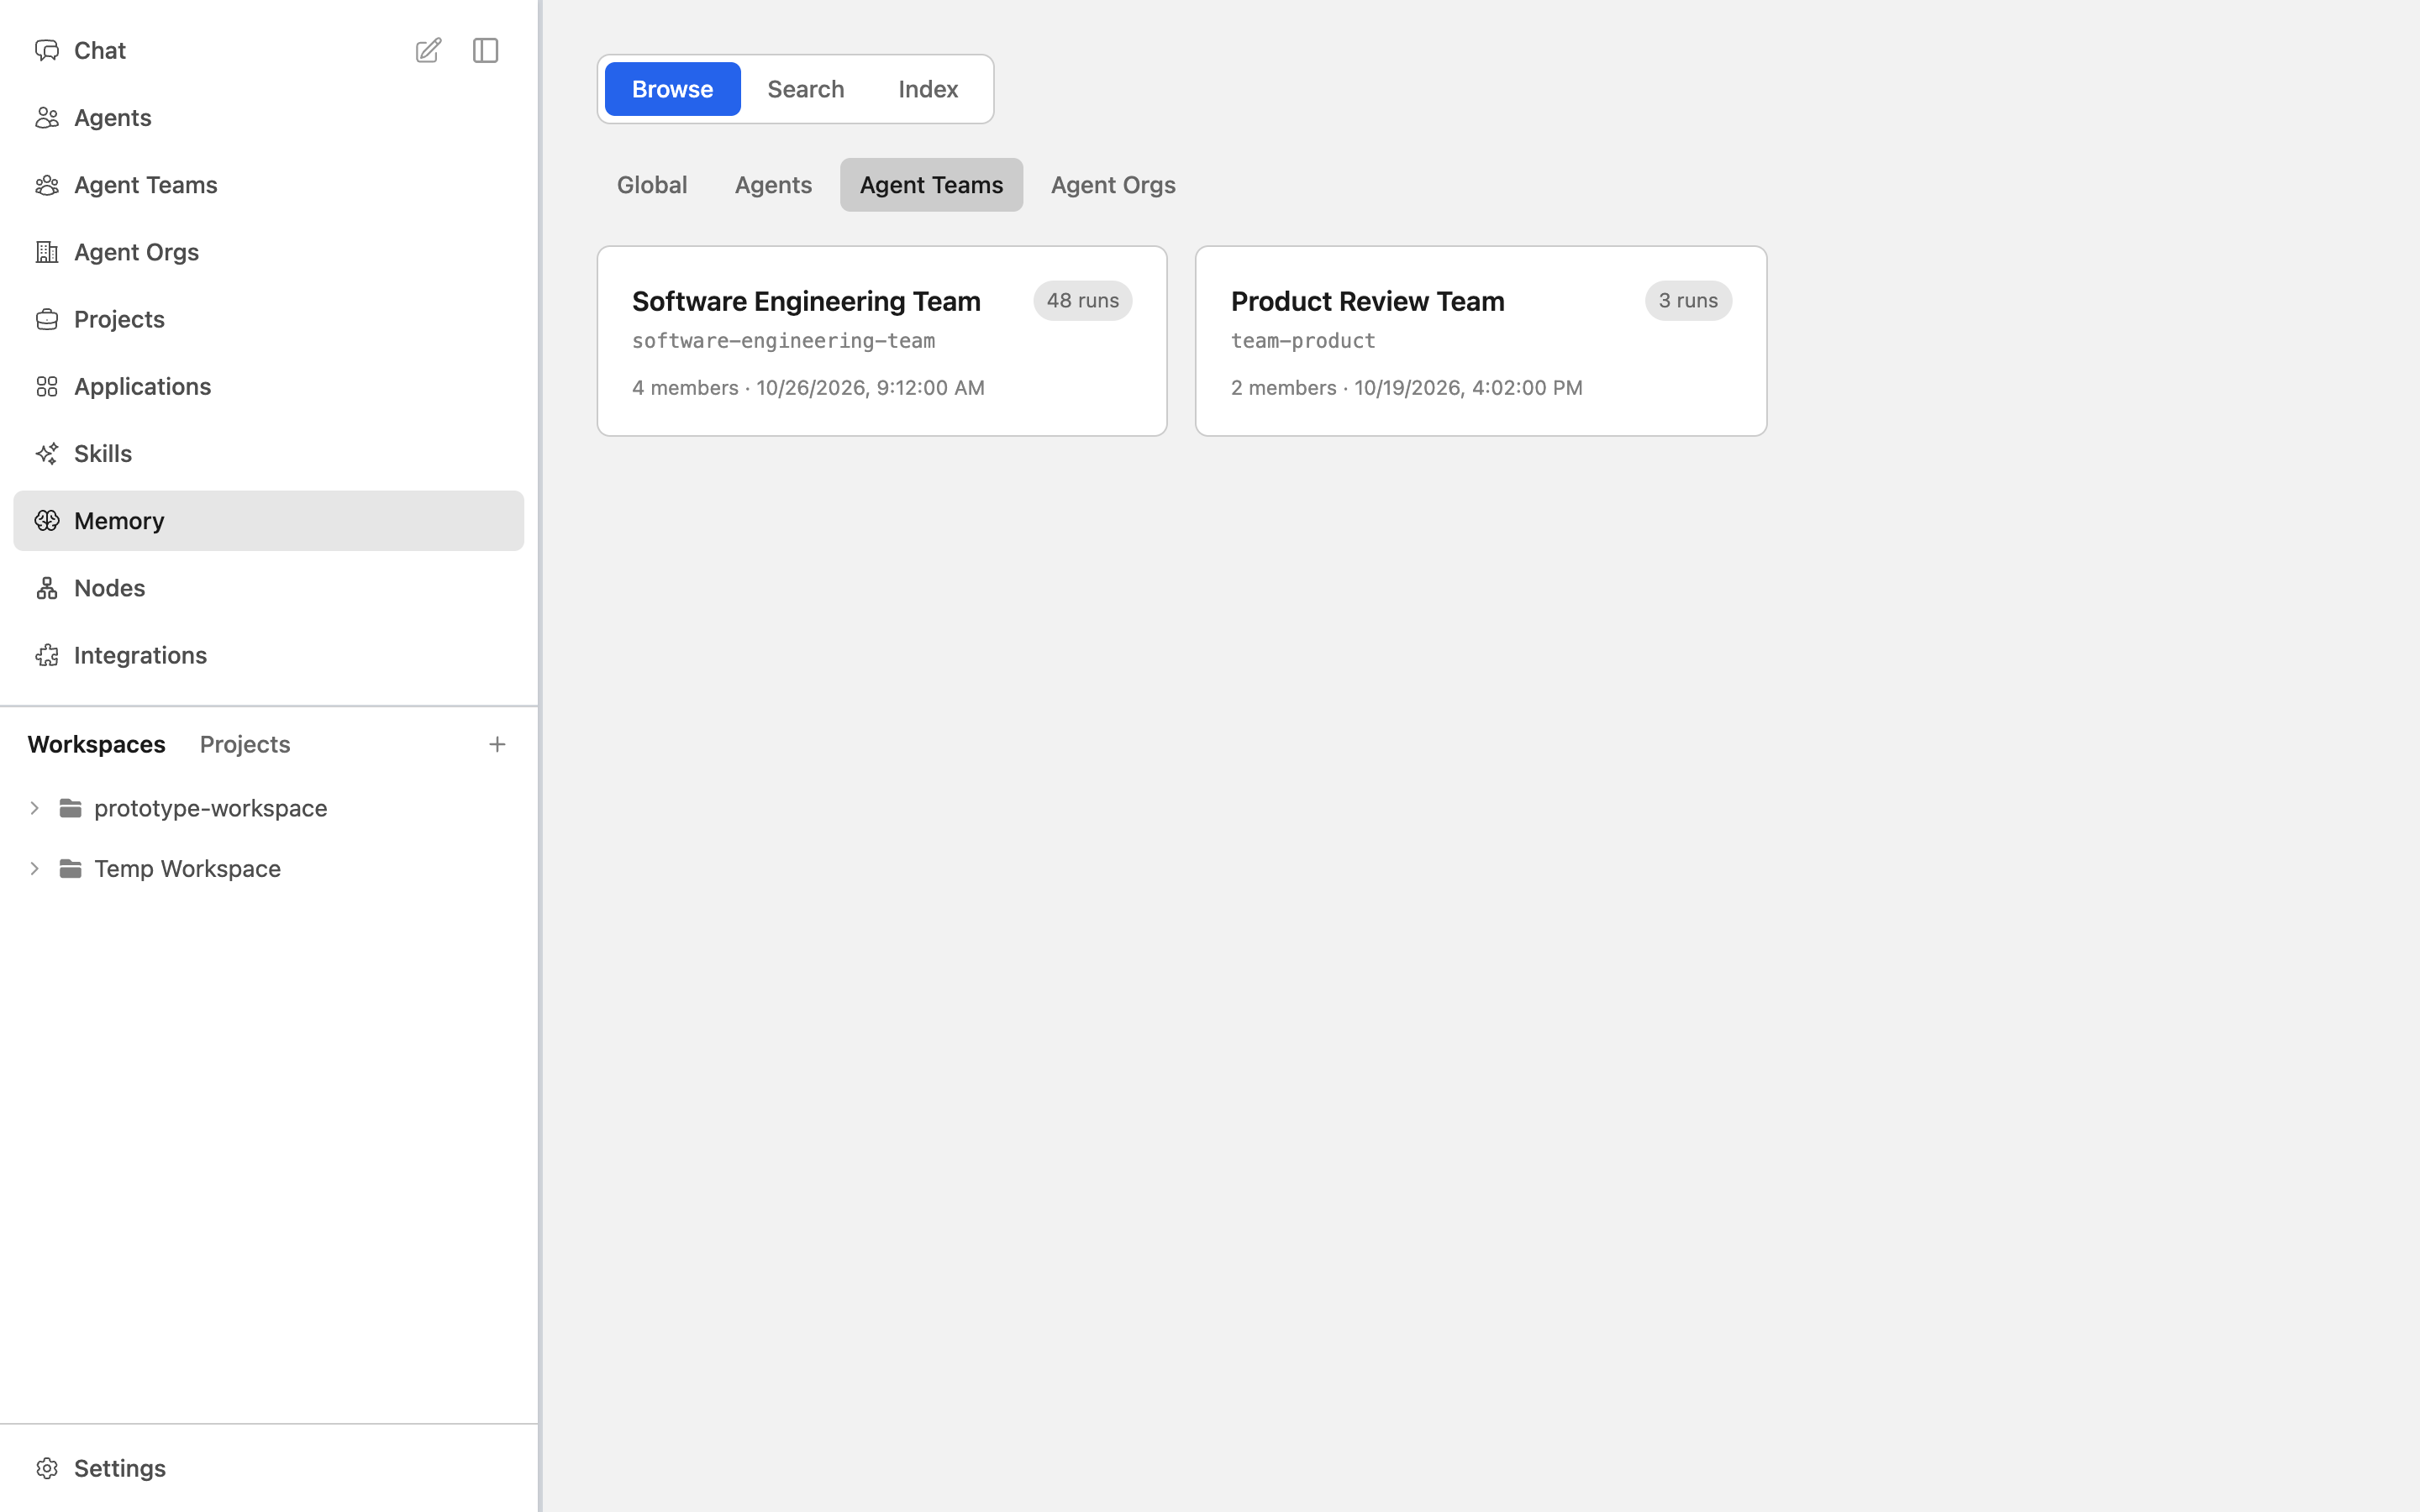 Chat
Agents
Agent Teams
Agent Orgs
Projects
Applications
Skills
Memory
Nodes
Integrations
Workspaces Projects
prototype-workspace
Temp Workspace
Settings
Browse Search Index
Global Agents Agent Teams Agent Orgs
Software Engineering Team 48 runs
software-engineering-team
4 members · 10/26/2026, 9:12:00 AM
Product Review Team 3 runs
team-product
2 members · 10/19/2026, 4:02:00 PM